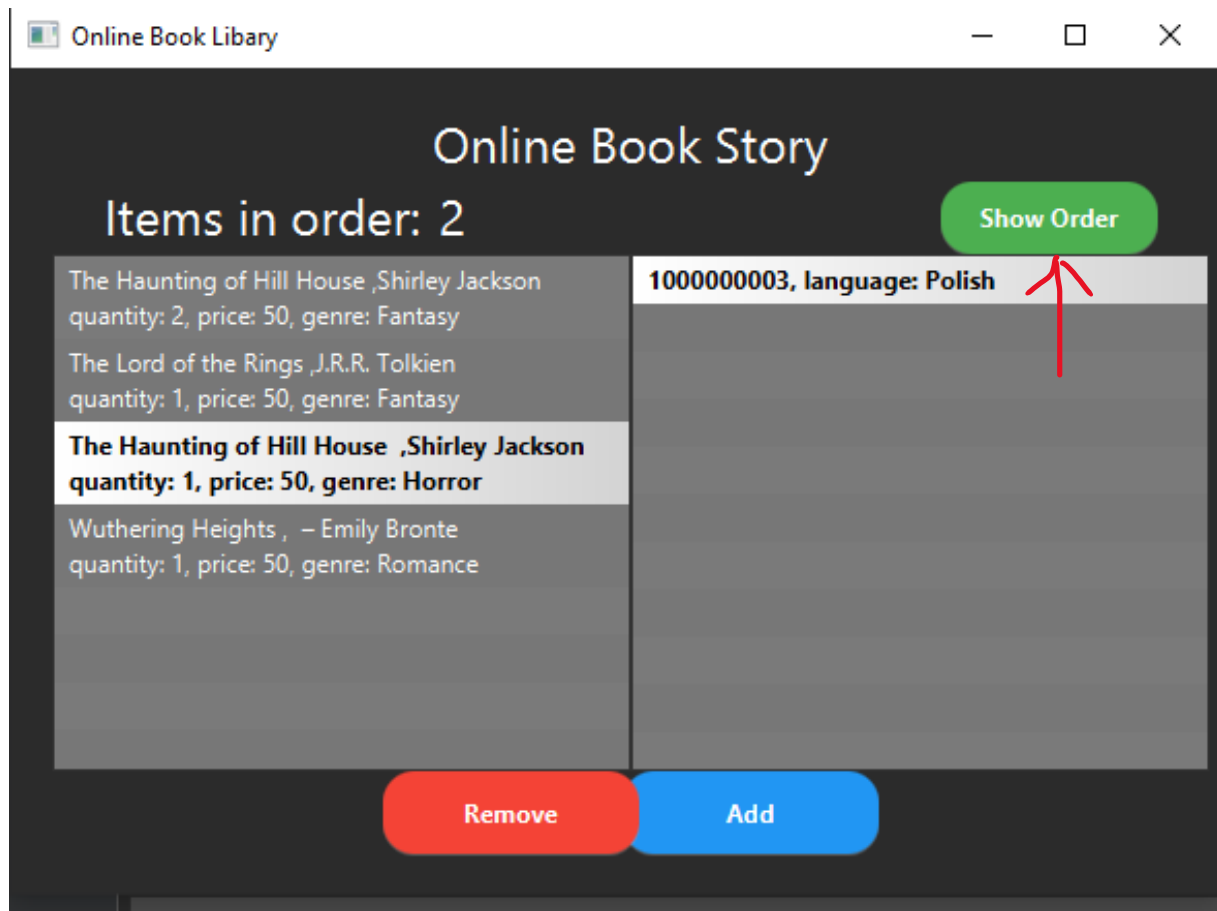 Online Book Libary
Online Book Story
Items in order: 2
Show Order
The Haunting of Hill House ,Shirley Jackson
quantity: 2, price: 50, genre: Fantasy
The Lord of the Rings ,J.R.R. Tolkien
quantity: 1, price: 50, genre: Fantasy
The Haunting of Hill House  ,Shirley Jackson
quantity: 1, price: 50, genre: Horror
Wuthering Heights ,  – Emily Bronte
quantity: 1, price: 50, genre: Romance
1000000003, language: Polish
Remove
Add